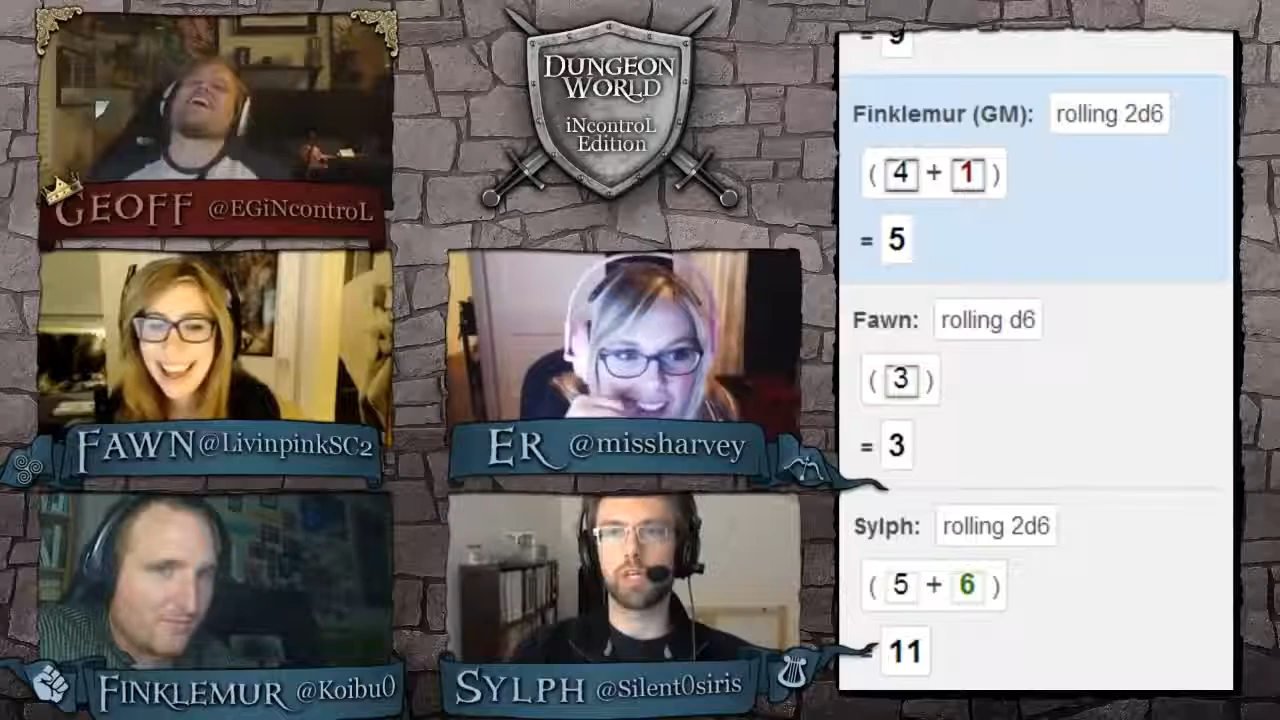 DUNGEON
WORLD
iNcontroL
Edition
GEOFF @EGiNcontroL
FAWN @LivinpinkSC2
ER @missharvey
FINKLEMUR @Koibu0
SYLPH @Silent0siris
= 9
Finklemur (GM): rolling 2d6
( 4 + 1 )
= 5
Fawn: rolling d6
( 3 )
= 3
Sylph: rolling 2d6
( 5 + 6 )
= 11